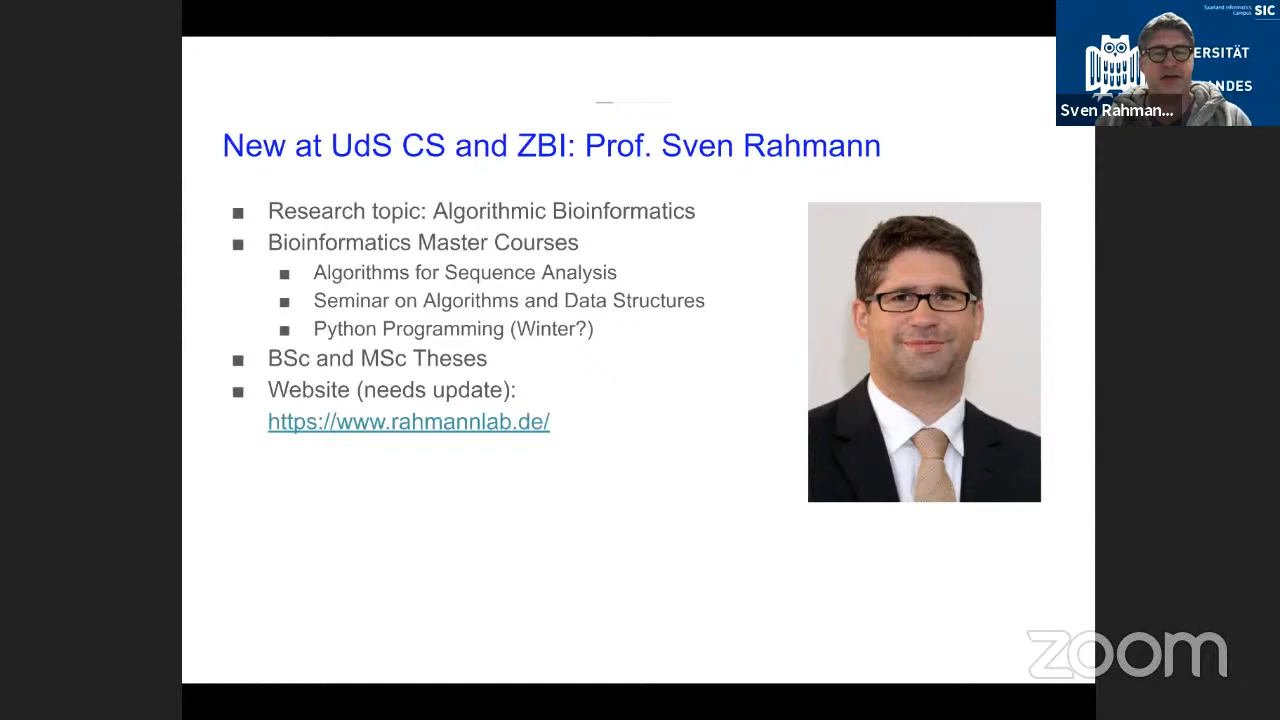 Saarland Informatics
Campus SIC
ERSITÄT
ANDES
Sven Rahman...
New at UdS CS and ZBI: Prof. Sven Rahmann
■ Research topic: Algorithmic Bioinformatics
■ Bioinformatics Master Courses
■ Algorithms for Sequence Analysis
■ Seminar on Algorithms and Data Structures
■ Python Programming (Winter?)
■ BSc and MSc Theses
■ Website (needs update):
https://www.rahmannlab.de/
zoom